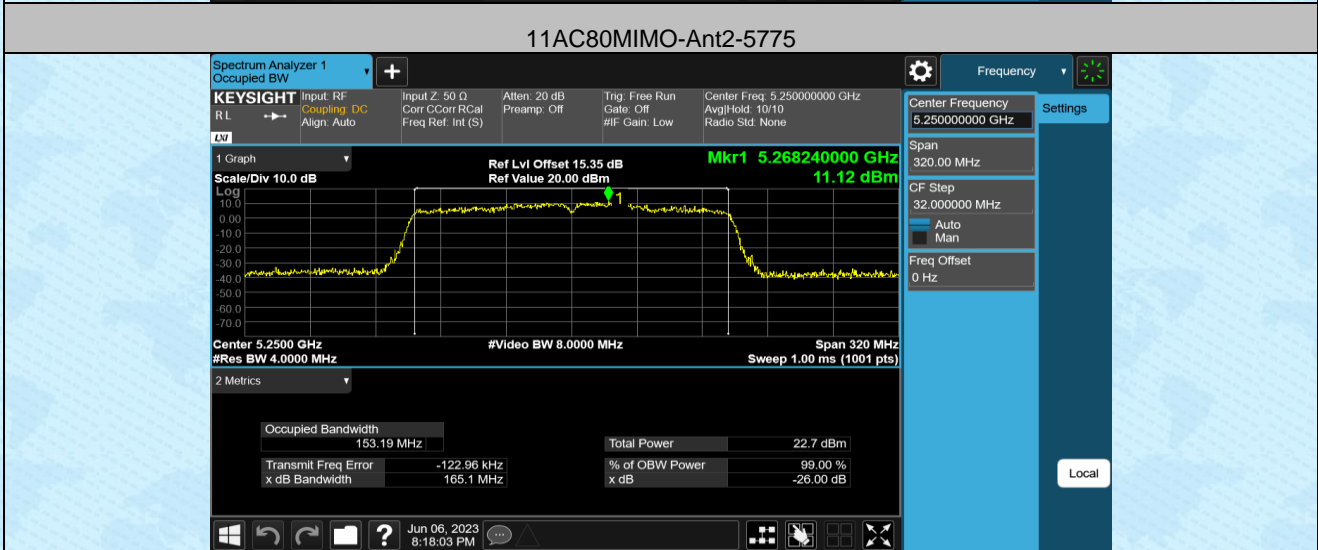 11AC80MIMO-Ant2-5775
Spectrum Analyzer 1
Occupied BW
+
Frequency
KEYSIGHT
R L
LXI
Input: RF
Coupling: DC
Align: Auto
Input Z: 50 Ω
Corr CCorr RCal
Freq Ref: Int (S)
Atten: 20 dB
Preamp: Off
Trig: Free Run
Gate: Off
#IF Gain: Low
Center Freq: 5.250000000 GHz
Avg|Hold: 10/10
Radio Std: None
Center Frequency
5.250000000 GHz
Settings
Span
320.00 MHz
CF Step
32.000000 MHz
Auto
Man
Freq Offset
0 Hz
Local
1 Graph
Scale/Div 10.0 dB
Ref Lvl Offset 15.35 dB
Ref Value 20.00 dBm
Mkr1 5.268240000 GHz
11.12 dBm
Log
10.0
0.00
-10.0
-20.0
-30.0
-40.0
-50.0
-60.0
-70.0
1
Center 5.2500 GHz
#Video BW 8.0000 MHz
Span 320 MHz
#Res BW 4.0000 MHz
Sweep 1.00 ms (1001 pts)
2 Metrics
Occupied Bandwidth
153.19 MHz
Total Power 22.7 dBm
Transmit Freq Error -122.96 kHz
% of OBW Power 99.00 %
x dB Bandwidth 165.1 MHz
x dB -26.00 dB
?
Jun 06, 2023
8:18:03 PM